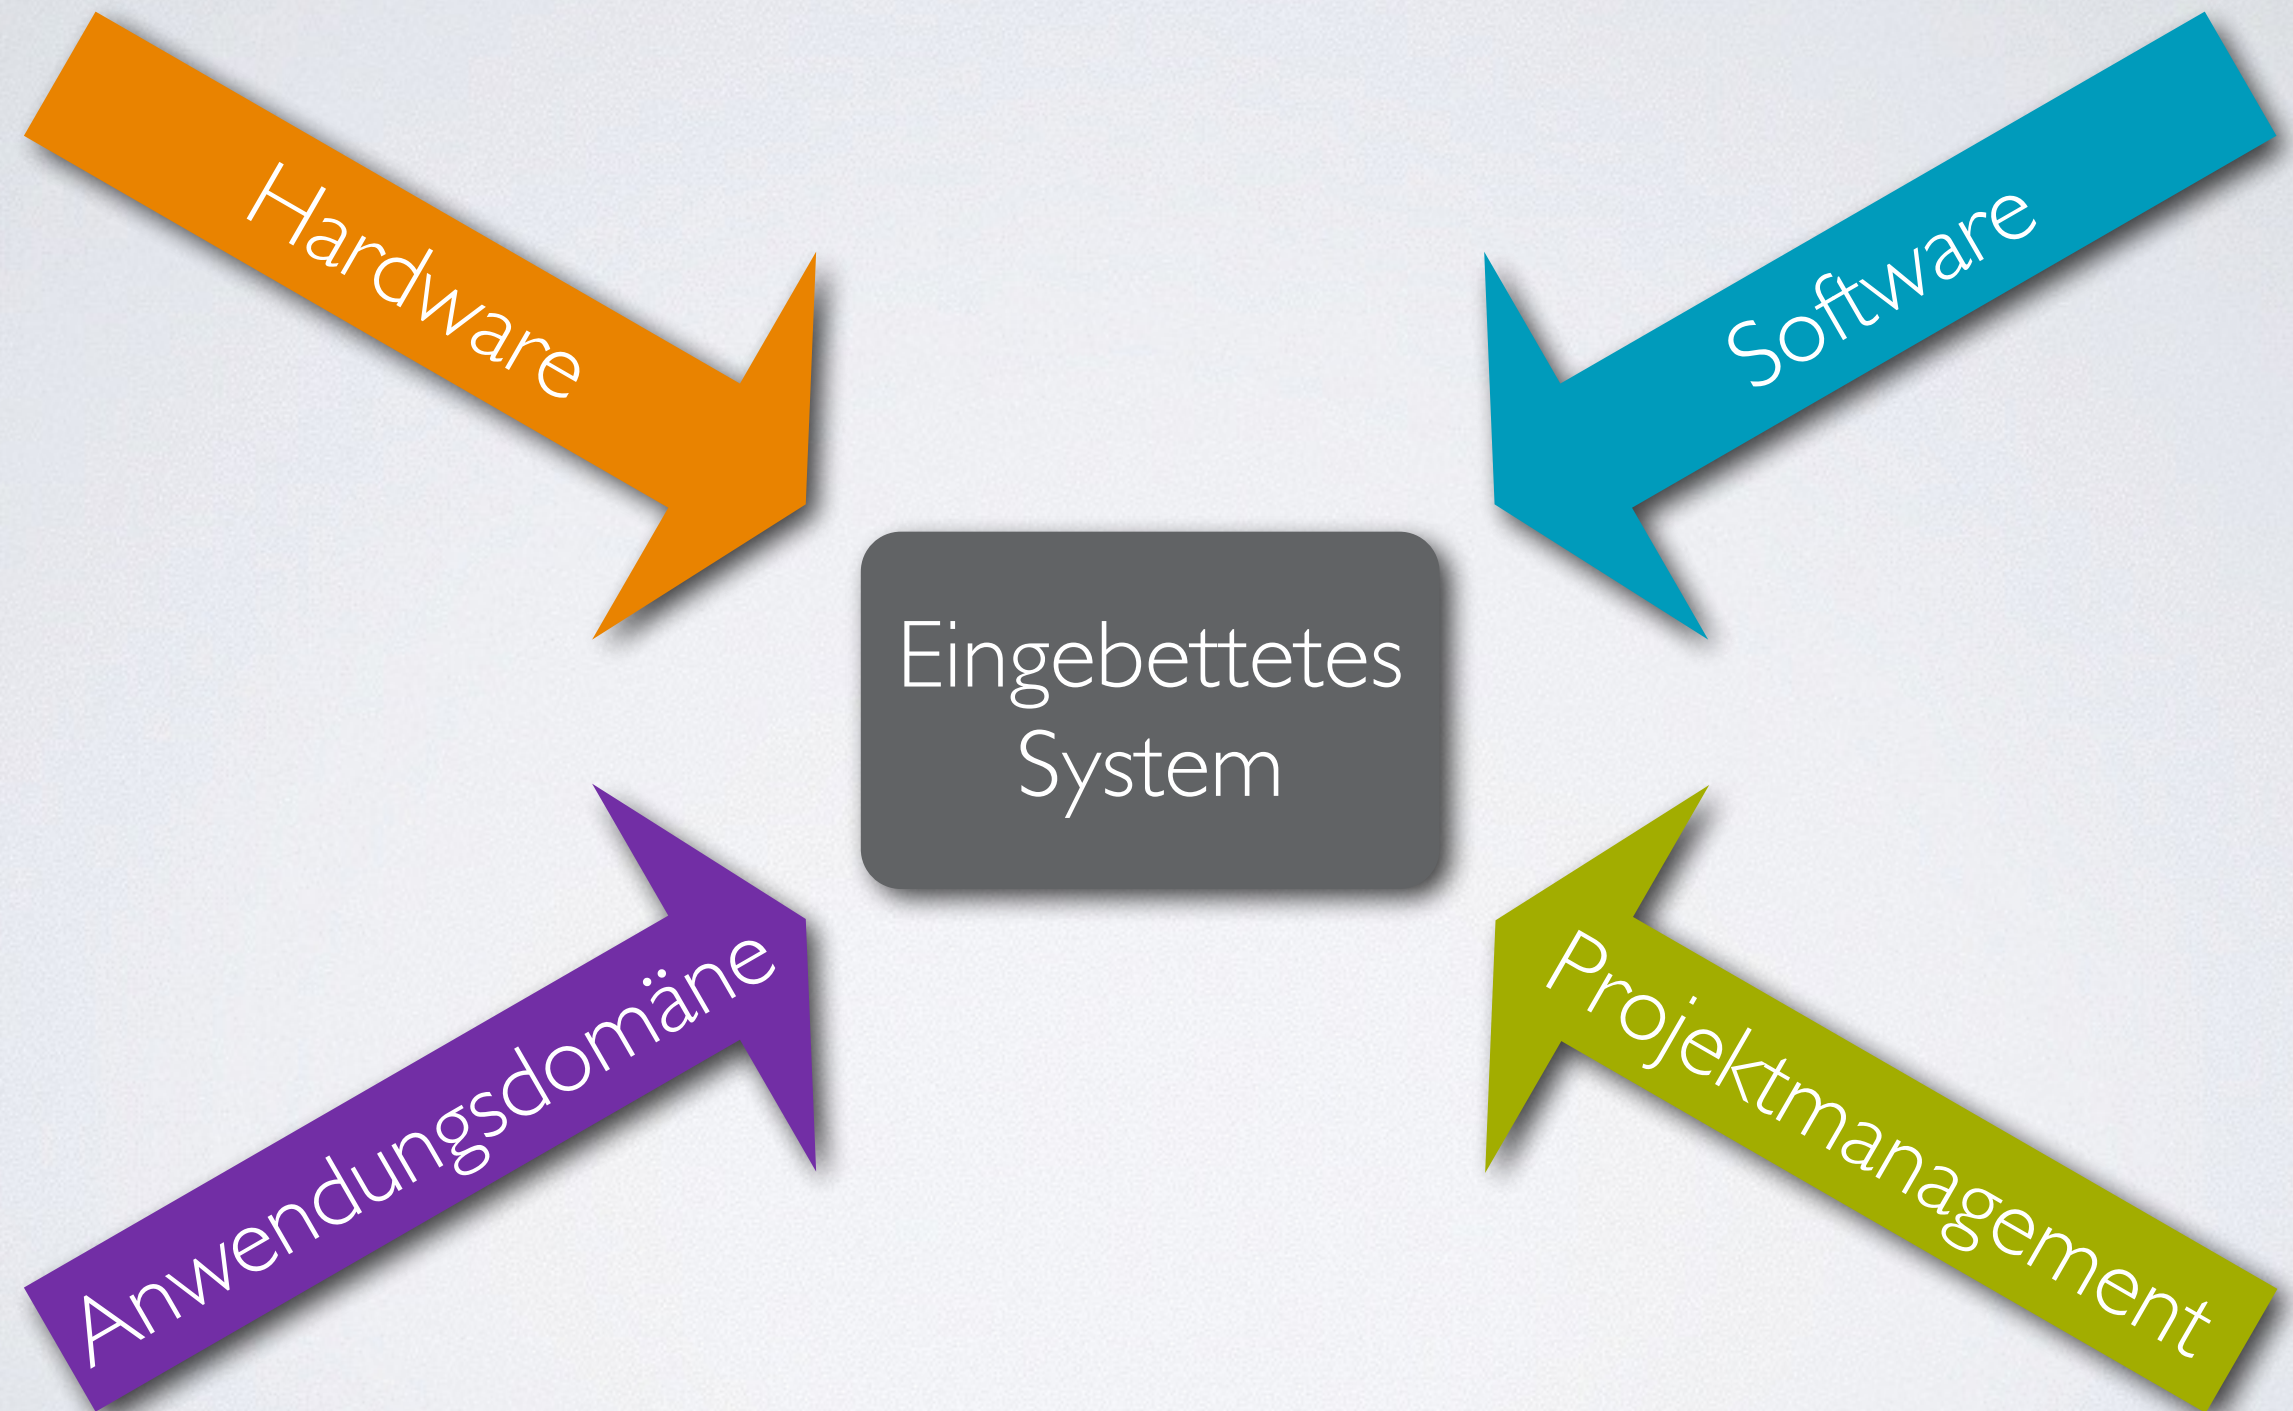 Hardware
Software
Eingebettetes
System
Anwendungsdomäne
Projektmanagement